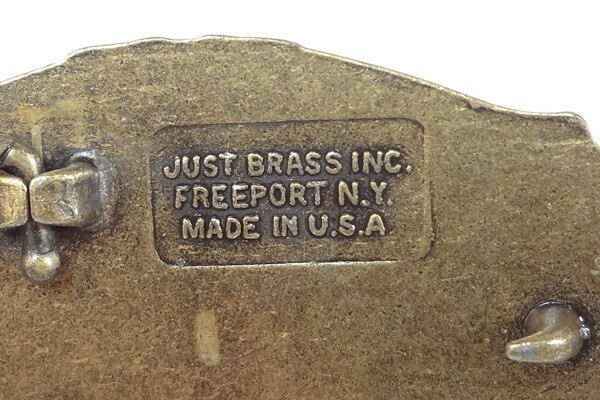 JUST BRASS INC.
FREEPORT N.Y.
MADE IN U.S.A